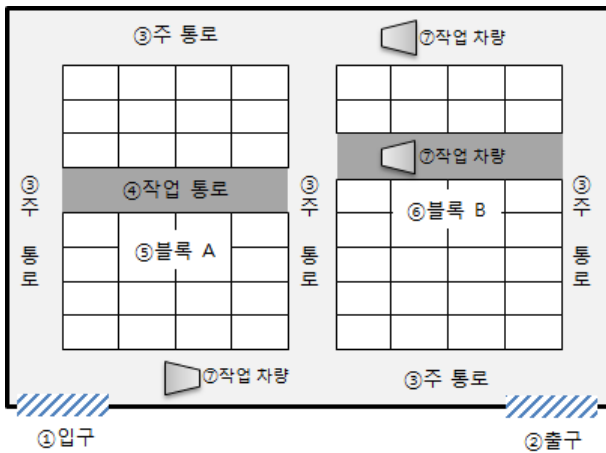 ③주 통로
⑦작업 차량
⑦작업 차량
③주 통로
④작업 통로
③주 통로
③주 통로
⑥블록 B
⑤블록 A
⑦작업 차량
③주 통로
①입구
②출구